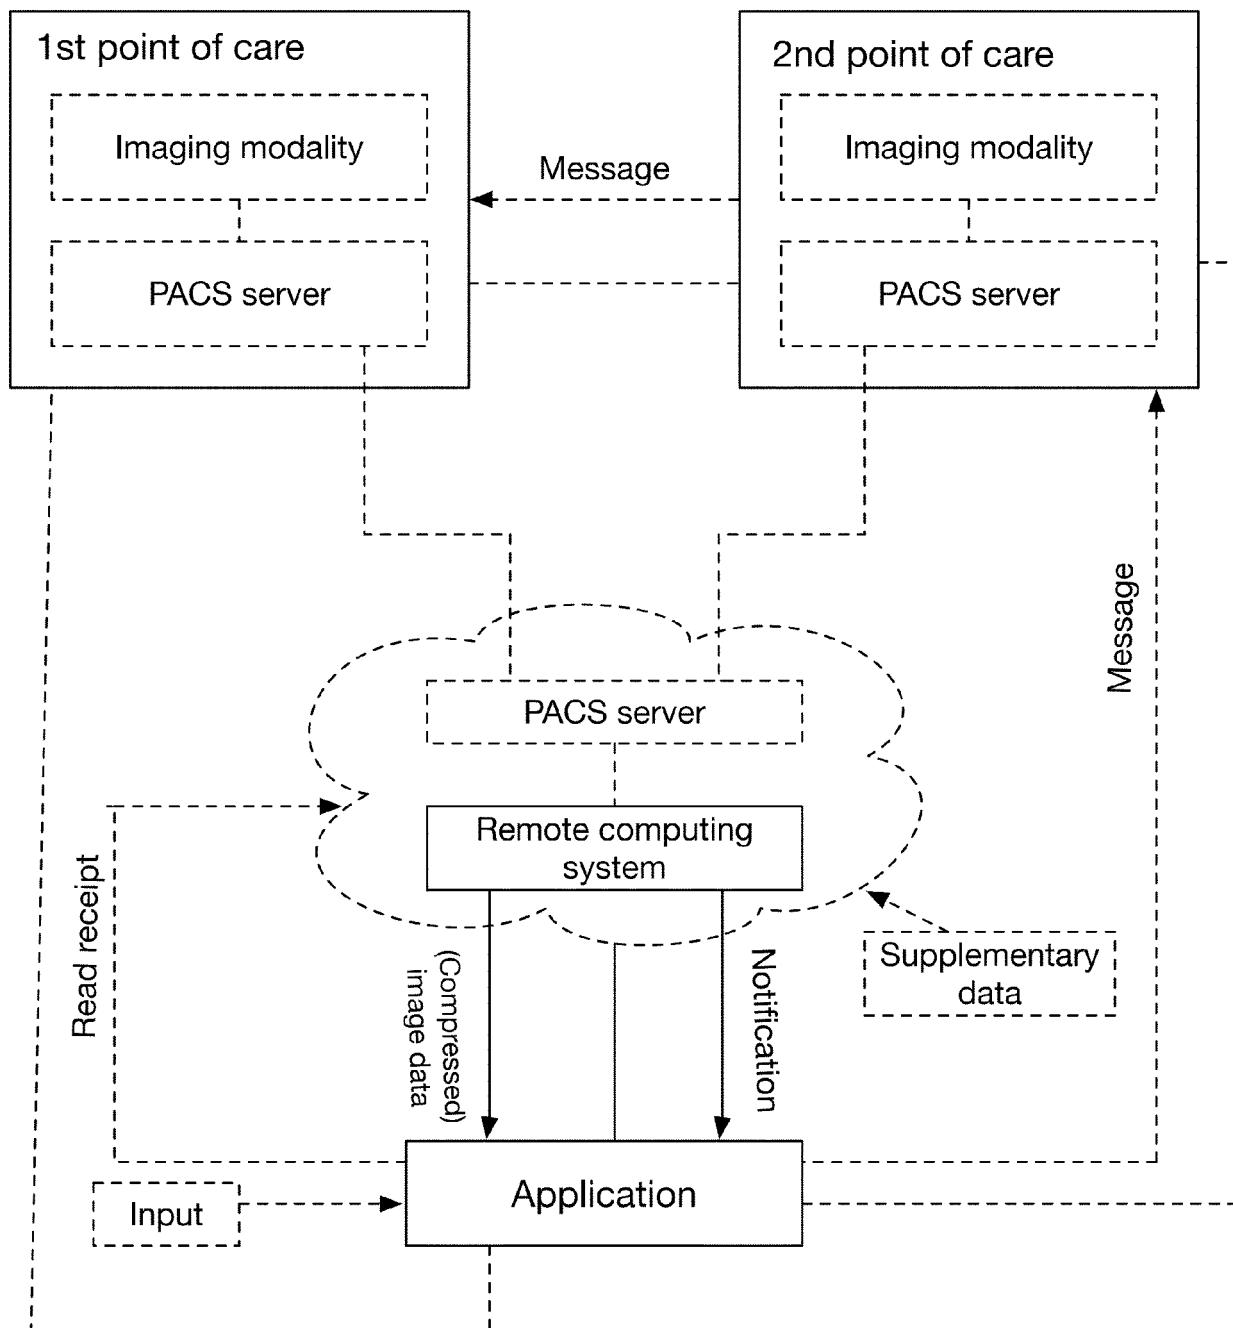 1st point of care
2nd point of care
Imaging modality
Imaging modality
Message
PACS server
PACS server
Message
PACS server
Remote computing
system
Read receipt
(Compressed)
image data
Notification
Supplementary
data
Application
Input